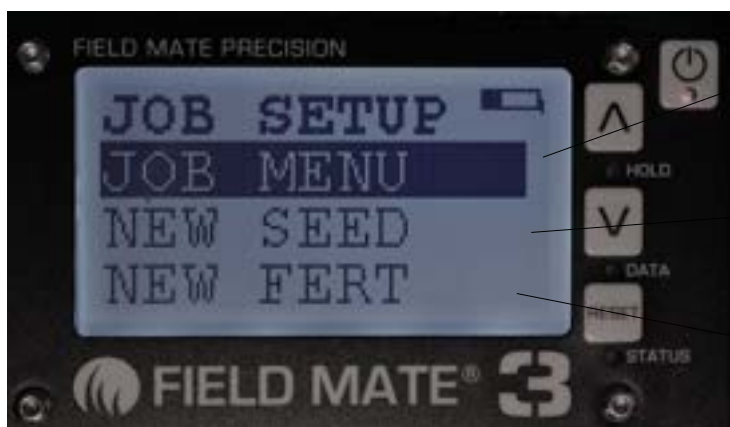 FIELD MATE PRECISION
JOB SETUP
JOB MENU
NEW SEED
NEW FERT
HOLD
DATA
RESET
STATUS
FIELD MATE® 3